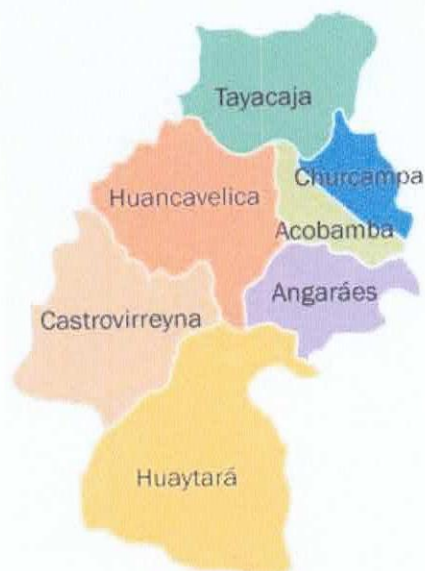 Tayacaja
Churcampa
Huancavelica
Acobamba
Angaráes
Castrovirreyna
Huaytará